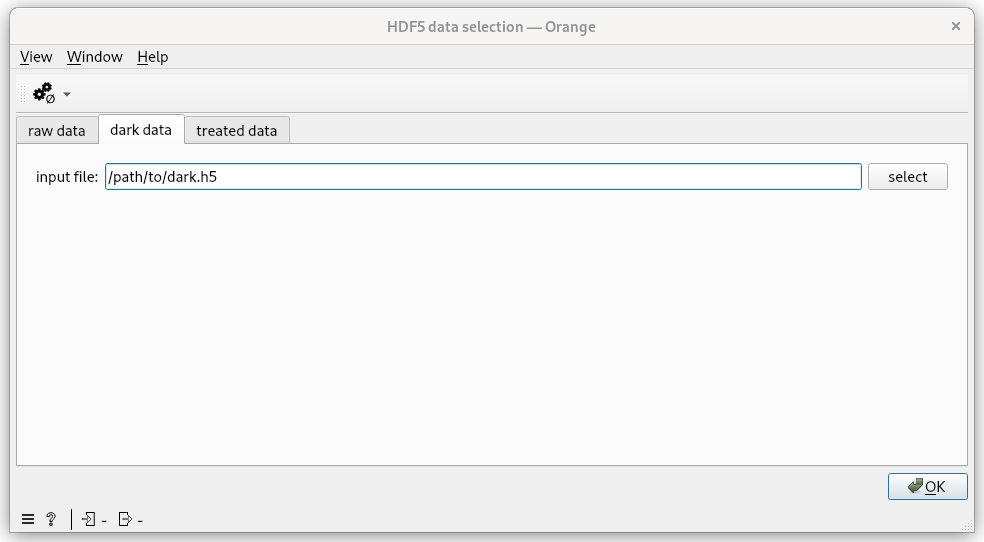 HDF5 data selection — Orange
View Window Help
raw data dark data treated data
input file: /path/to/dark.h5 select
OK
? - -